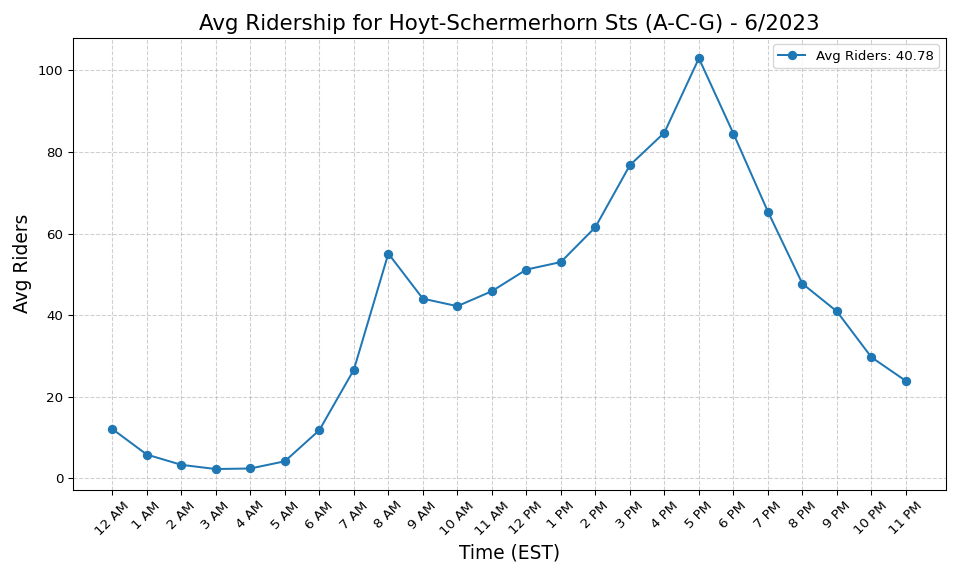 Avg Ridership for Hoyt-Schermerhorn Sts (A-C-G) - 6/2023
Avg Riders: 40.78
100
80
60
40
20
0
Avg Riders
12 AM
1 AM
2 AM
3 AM
4 AM
5 AM
6 AM
7 AM
8 AM
9 AM
10 AM
11 AM
12 PM
1 PM
2 PM
3 PM
4 PM
5 PM
6 PM
7 PM
8 PM
9 PM
10 PM
11 PM
Time (EST)